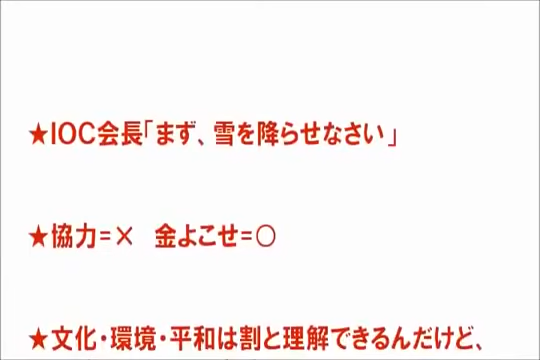 ★IOC会長「まず、雪を降らせなさい」
★協力=× 金よこせ=○
★文化・環境・平和は割と理解できるんだけど、